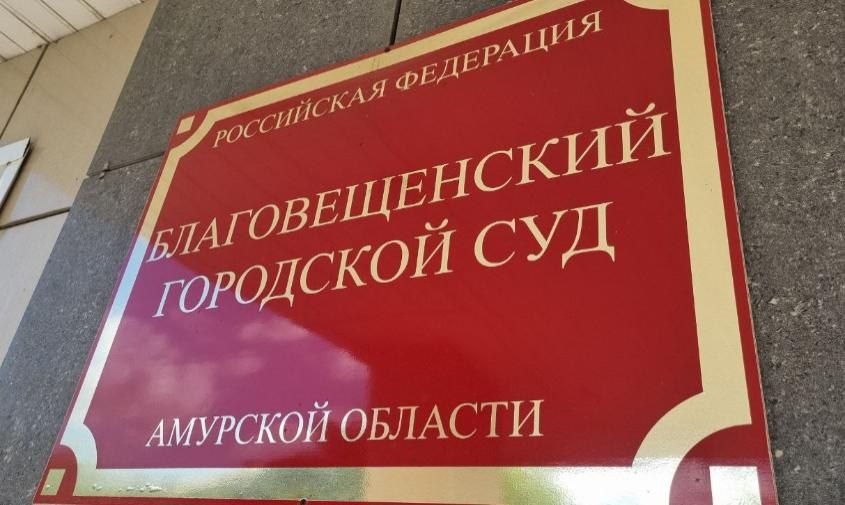 РОССИЙСКАЯ ФЕДЕРАЦИЯ
БЛАГОВЕЩЕНСКИЙ
ГОРОДСКОЙ СУД
АМУРСКОЙ ОБЛАСТИ